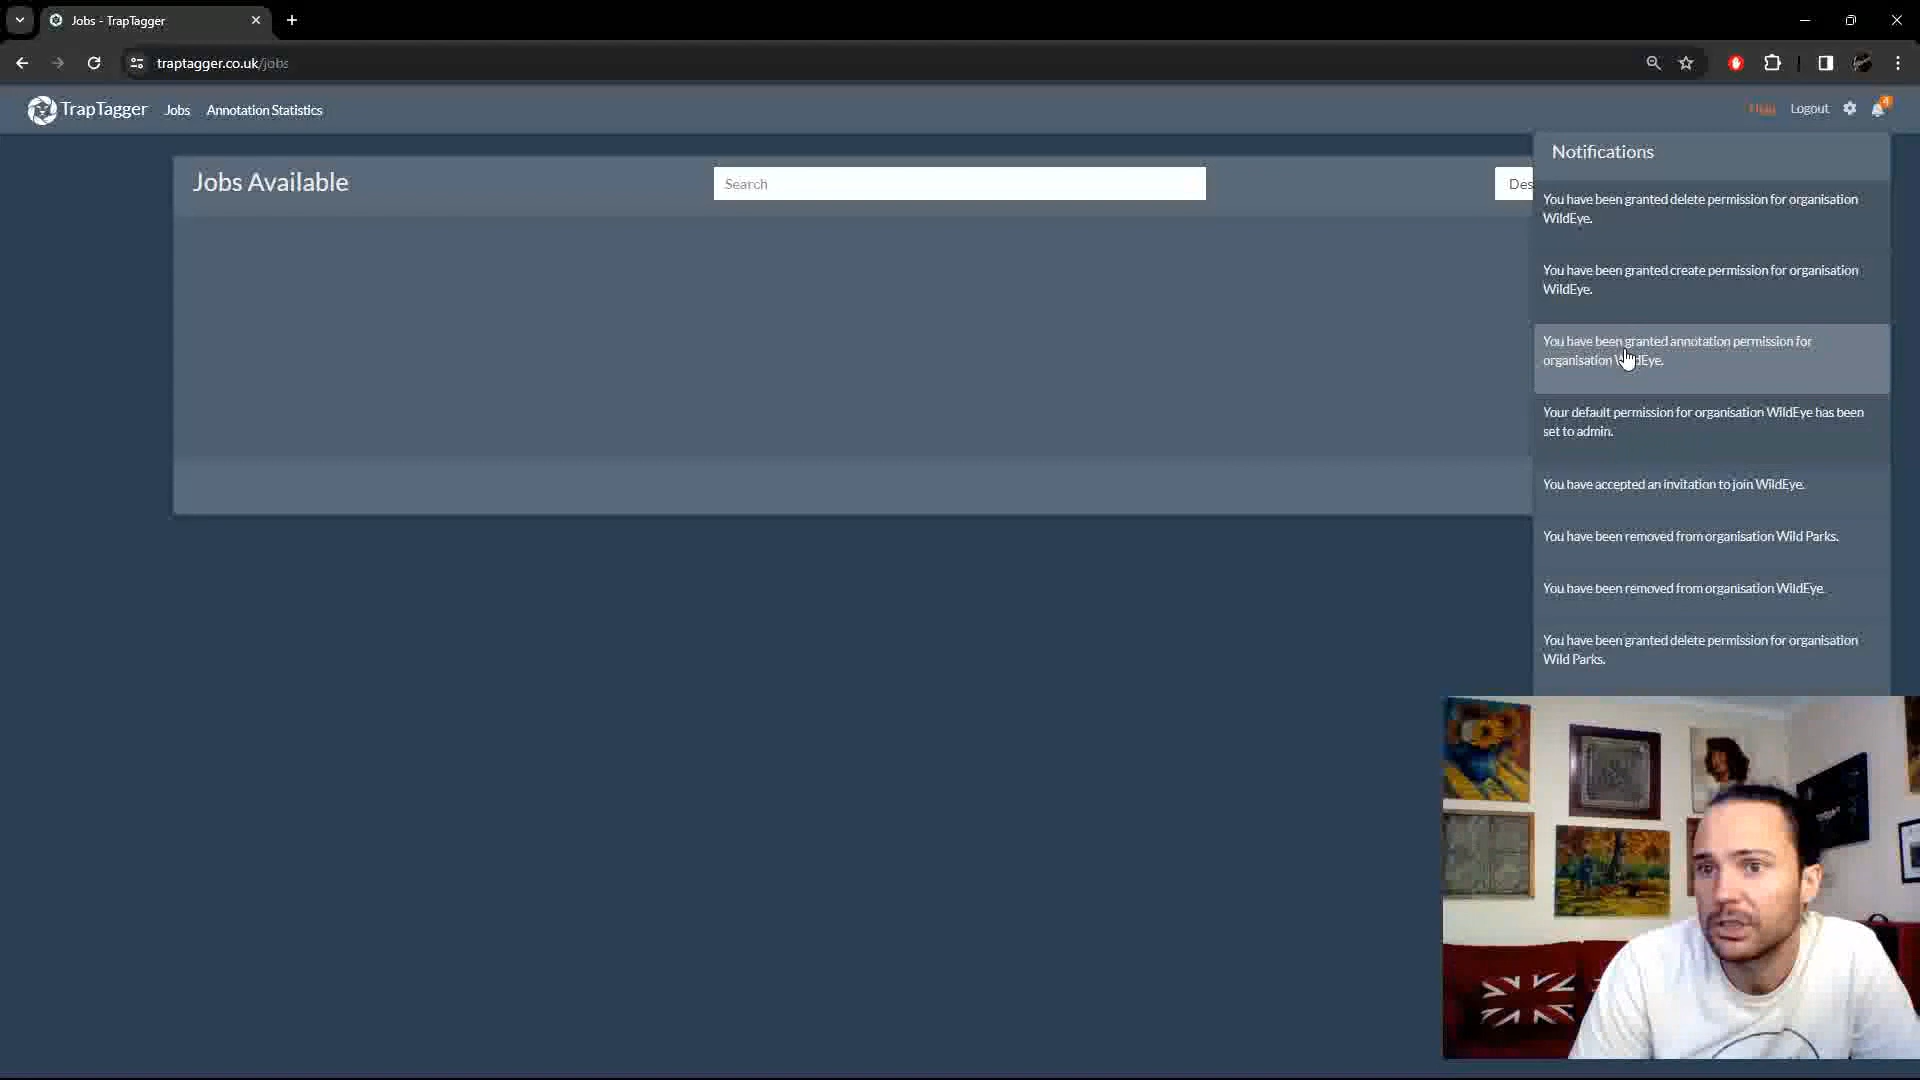 Jobs - TrapTagger
traptagger.co.uk/jobs
TrapTagger Jobs Annotation Statistics
Logout
4
Notifications
Jobs Available
Search
Des
You have been granted delete permission for organisation
WildEye.
You have been granted create permission for organisation
WildEye.
You have been granted annotation permission for
organisation WildEye.
Your default permission for organisation WildEye has been
set to admin.
You have accepted an invitation to join WildEye.
You have been removed from organisation Wild Parks.
You have been removed from organisation WildEye.
You have been granted delete permission for organisation
Wild Parks.